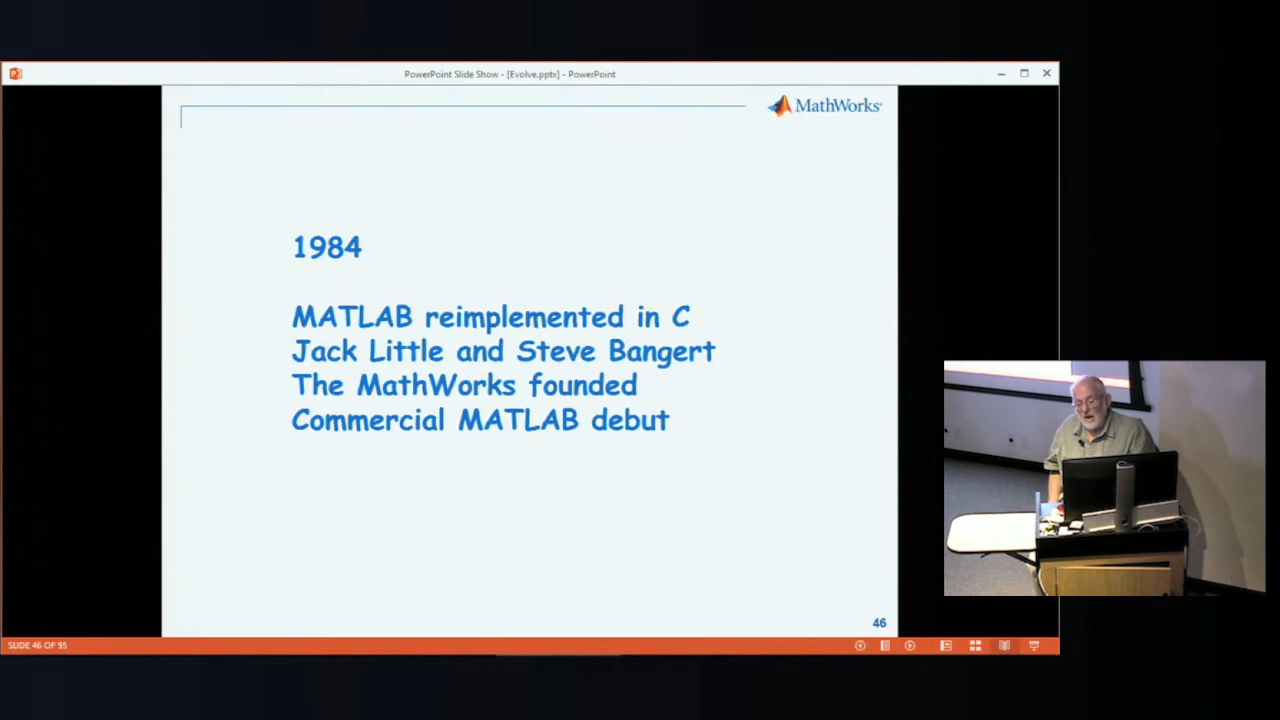 PowerPoint Slide Show - [Evolve.pptx] - PowerPoint
MathWorks®
1984
MATLAB reimplemented in C
Jack Little and Steve Bangert
The MathWorks founded
Commercial MATLAB debut
46
SLIDE 46 OF 95